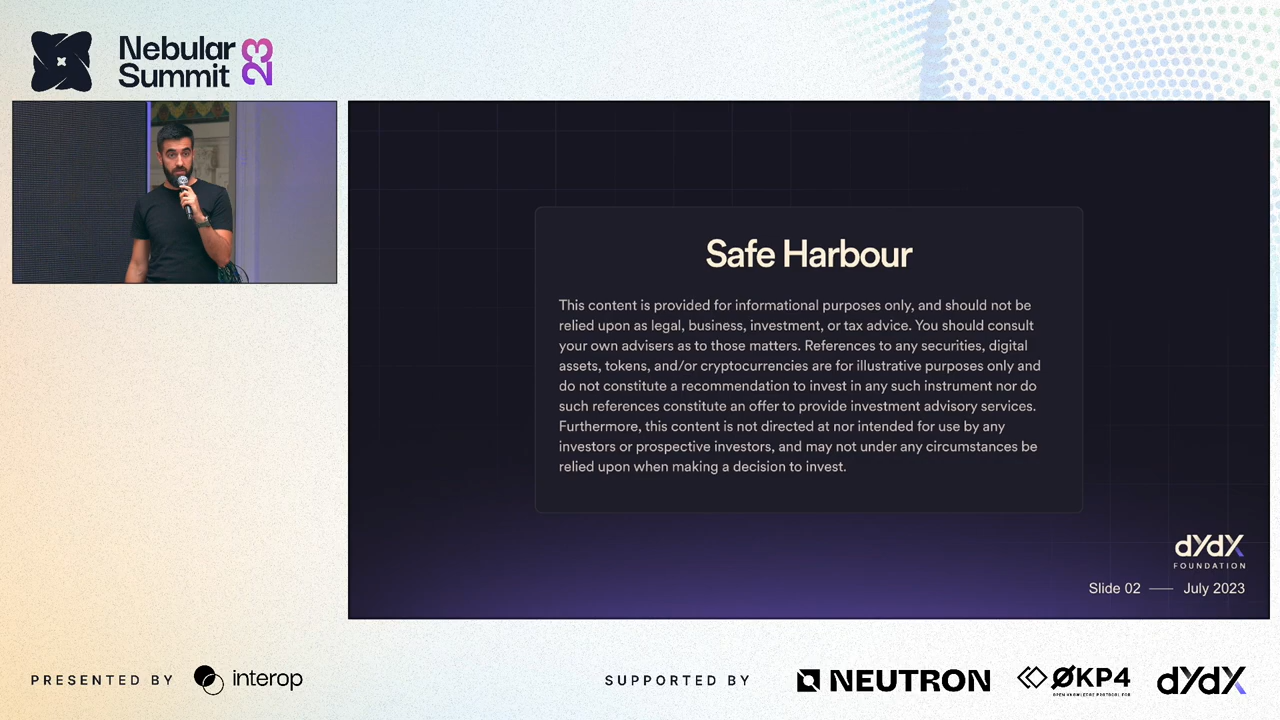 Nebular
Summit 23
Safe Harbour
This content is provided for informational purposes only, and should not be
relied upon as legal, business, investment, or tax advice. You should consult
your own advisers as to those matters. References to any securities, digital
assets, tokens, and/or cryptocurrencies are for illustrative purposes only and
do not constitute a recommendation to invest in any such instrument nor do
such references constitute an offer to provide investment advisory services.
Furthermore, this content is not directed at nor intended for use by any
investors or prospective investors, and may not under any circumstances be
relied upon when making a decision to invest.
dYdX
FOUNDATION
Slide 02 — July 2023
PRESENTED BY interop
SUPPORTED BY NEUTRON ØKP4 dYdX
OPEN KNOWLEDGE PROTOCOL FOR